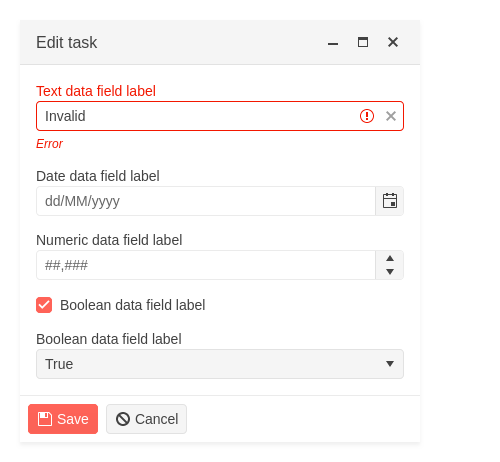 Edit task
Text data field label
Invalid
Error
Date data field label
dd/MM/yyyy
Numeric data field label
##,###
Boolean data field label
Boolean data field label
True
Save Cancel